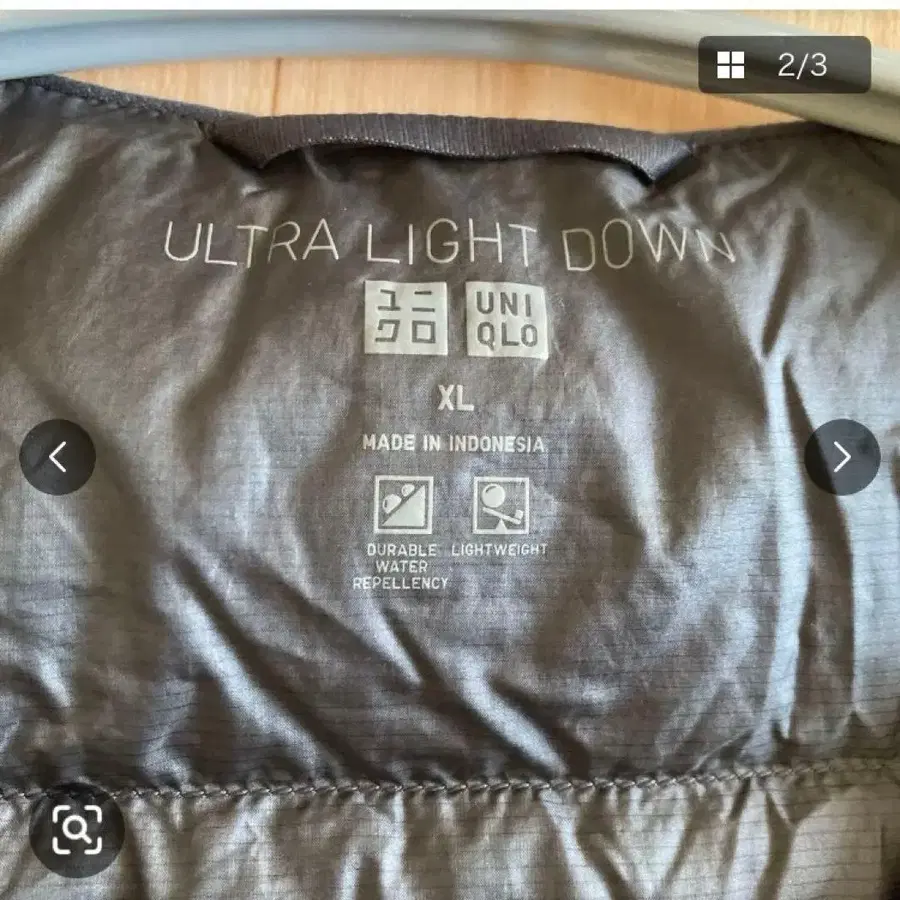 2/3
ULTRA LIGHT DOWN
ユニ
クロ
UNI
QLO
XL
MADE IN INDONESIA
DURABLE
WATER
REPELLENCY
LIGHTWEIGHT